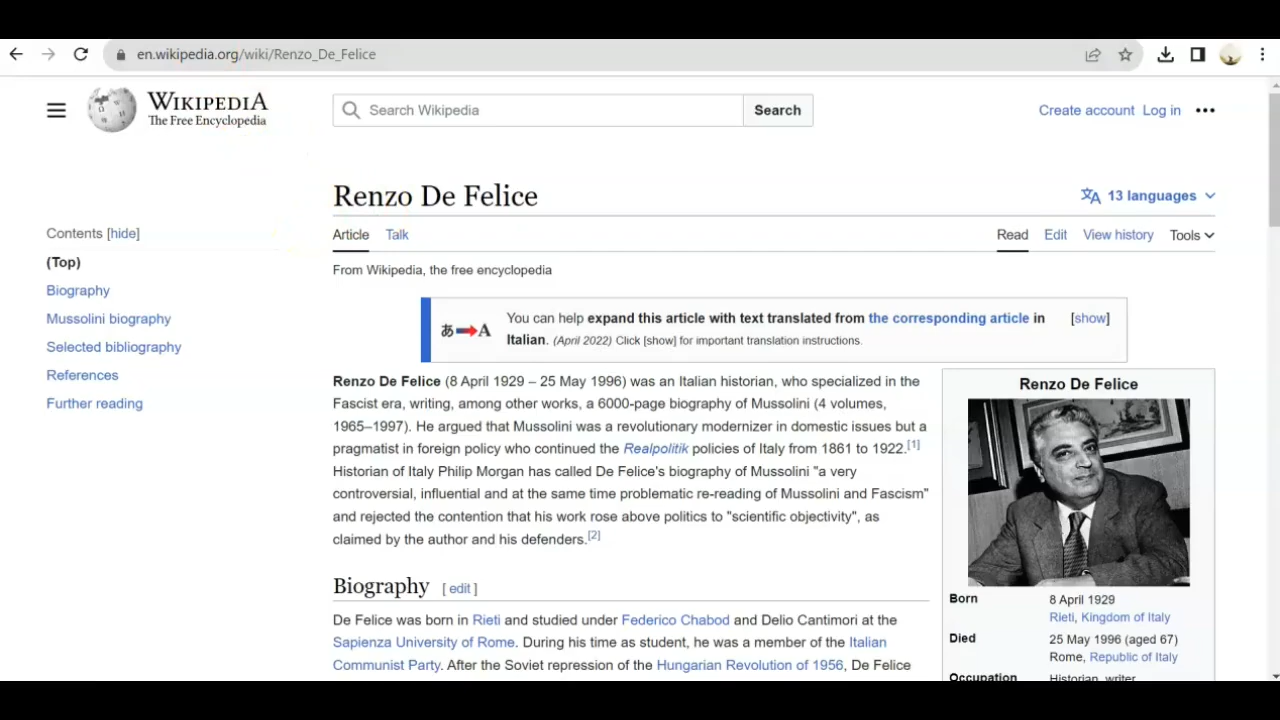 en.wikipedia.org/wiki/Renzo_De_Felice
WIKIPEDIA
The Free Encyclopedia
Search Wikipedia
Search
Create account Log in
Renzo De Felice
13 languages
Contents [hide]
(Top)
Biography
Mussolini biography
Selected bibliography
References
Further reading
Article Talk
Read Edit View history Tools
From Wikipedia, the free encyclopedia
あ A
You can help expand this article with text translated from the corresponding article in
Italian. (April 2022) Click [show] for important translation instructions.
[show]
Renzo De Felice (8 April 1929 – 25 May 1996) was an Italian historian, who specialized in the
Fascist era, writing, among other works, a 6000-page biography of Mussolini (4 volumes,
1965–1997). He argued that Mussolini was a revolutionary modernizer in domestic issues but a
pragmatist in foreign policy who continued the Realpolitik policies of Italy from 1861 to 1922.[1]
Historian of Italy Philip Morgan has called De Felice's biography of Mussolini "a very
controversial, influential and at the same time problematic re-reading of Mussolini and Fascism"
and rejected the contention that his work rose above politics to "scientific objectivity", as
claimed by the author and his defenders.[2]
Biography [ edit ]
De Felice was born in Rieti and studied under Federico Chabod and Delio Cantimori at the
Sapienza University of Rome. During his time as student, he was a member of the Italian
Communist Party. After the Soviet repression of the Hungarian Revolution of 1956, De Felice
Renzo De Felice
Born 8 April 1929
Rieti, Kingdom of Italy
Died 25 May 1996 (aged 67)
Rome, Republic of Italy
Occupation Historian, writer